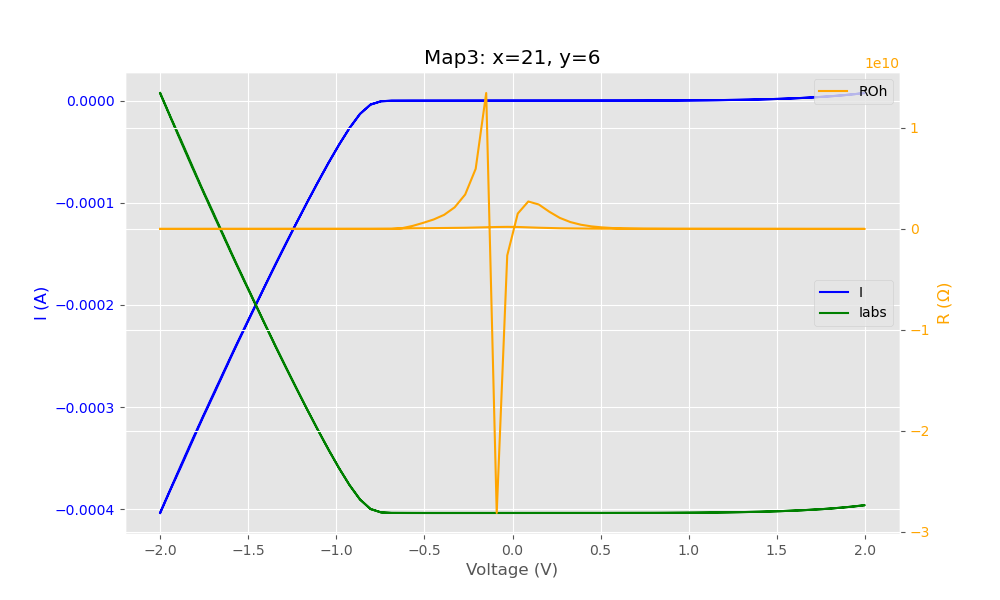 Map3: x=21, y=6
1e10
0.0000
−0.0001
−0.0002
−0.0003
−0.0004
I (A)
ROh
I
Iabs
1
0
−1
−2
−3
R (Ω)
−2.0
−1.5
−1.0
−0.5
0.0
0.5
1.0
1.5
2.0
Voltage (V)